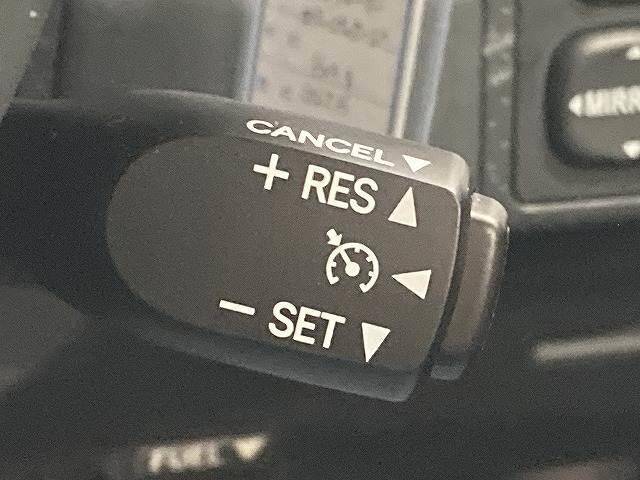 CANCEL ▼
+ RES ▲
◀
− SET ▼
◀MIRR
FUEL ▼